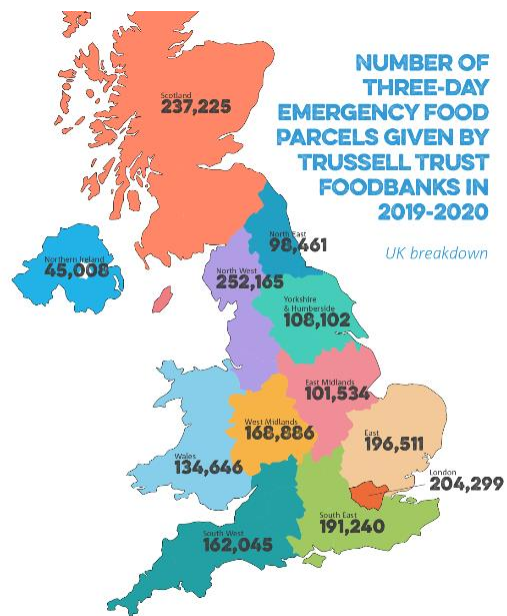 NUMBER OF
THREE-DAY
EMERGENCY FOOD
PARCELS GIVEN BY
TRUSSELL TRUST
FOODBANKS IN
2019-2020
UK breakdown
Scotland
237,225
North East
98,461
Northern Ireland
45,008
North West
252,165
Yorkshire
& Humberside
108,102
East Midlands
101,534
West Midlands
168,886
East
196,511
Wales
134,646
London
204,299
South East
191,240
South West
162,045